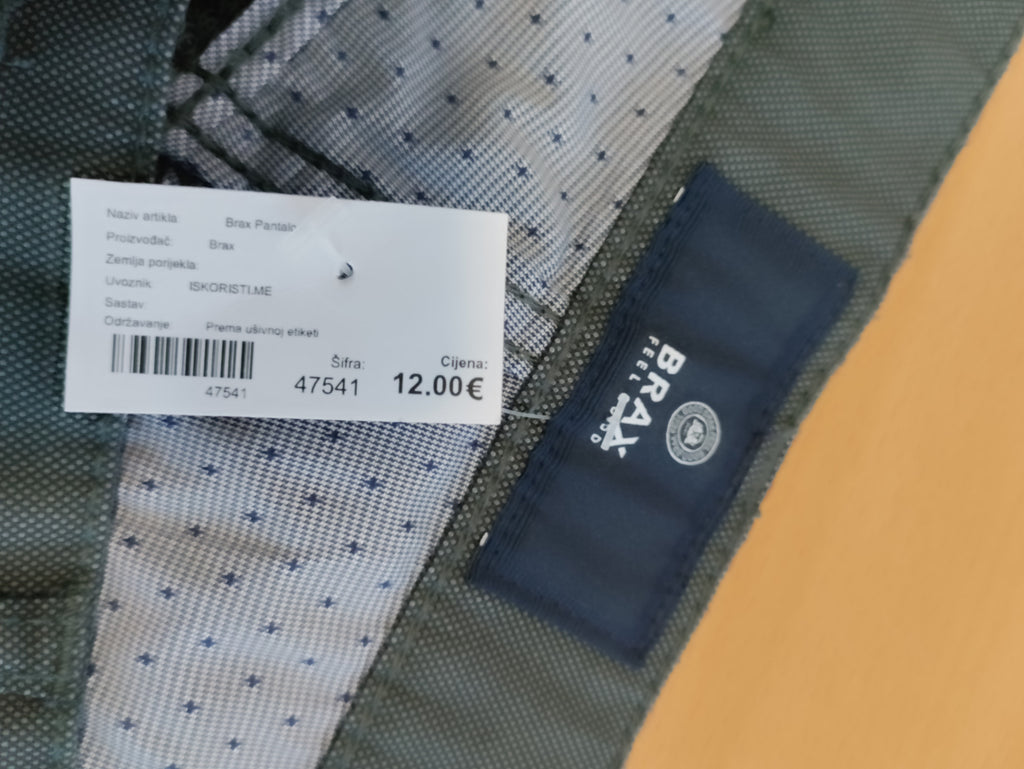 Naziv artikla: Brax Pantalo
Proizvođač: Brax
Zemlja porijekla:
Uvoznik: ISKORISTI.ME
Sastav:
Održavanje: Prema ušivnoj etiketi
Šifra: Cijena:
47541 47541 12.00€
BRAX
FEEL GOOD